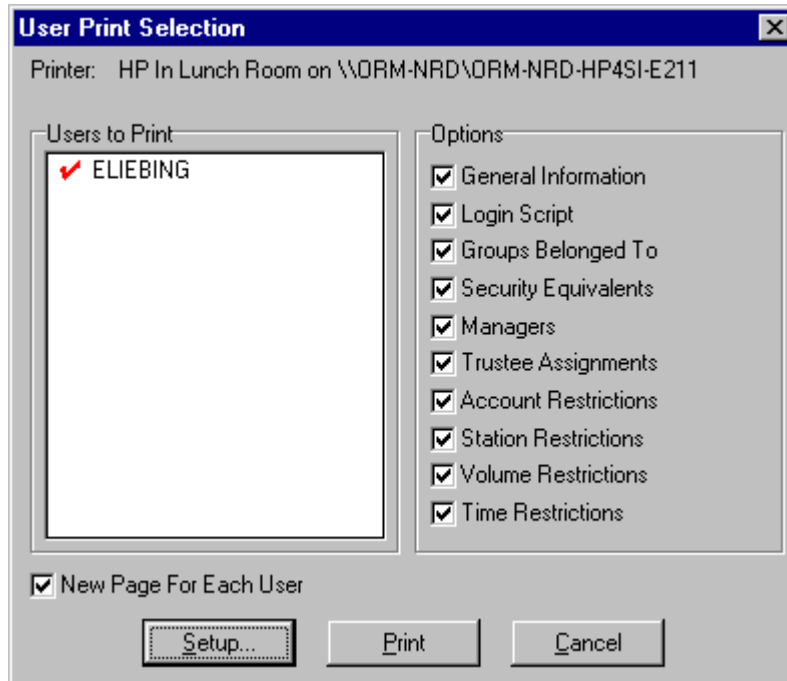 User Print Selection
Printer: HP In Lunch Room on \\ORM-NRD\ORM-NRD-HP4SI-E211
Users to Print
ELIEBING
Options
General Information
Login Script
Groups Belonged To
Security Equivalents
Managers
Trustee Assignments
Account Restrictions
Station Restrictions
Volume Restrictions
Time Restrictions
New Page For Each User
Setup... Print Cancel